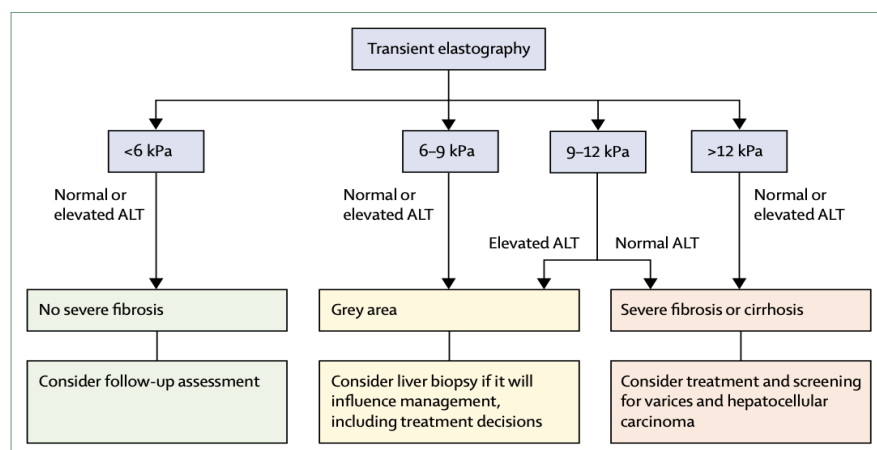 Transient elastography
<6 kPa
6–9 kPa
9–12 kPa
>12 kPa
Normal or
elevated ALT
Normal or
elevated ALT
Normal or
elevated ALT
Elevated ALT
Normal ALT
No severe fibrosis
Grey area
Severe fibrosis or cirrhosis
Consider follow-up assessment
Consider liver biopsy if it will
influence management,
including treatment decisions
Consider treatment and screening
for varices and hepatocellular
carcinoma